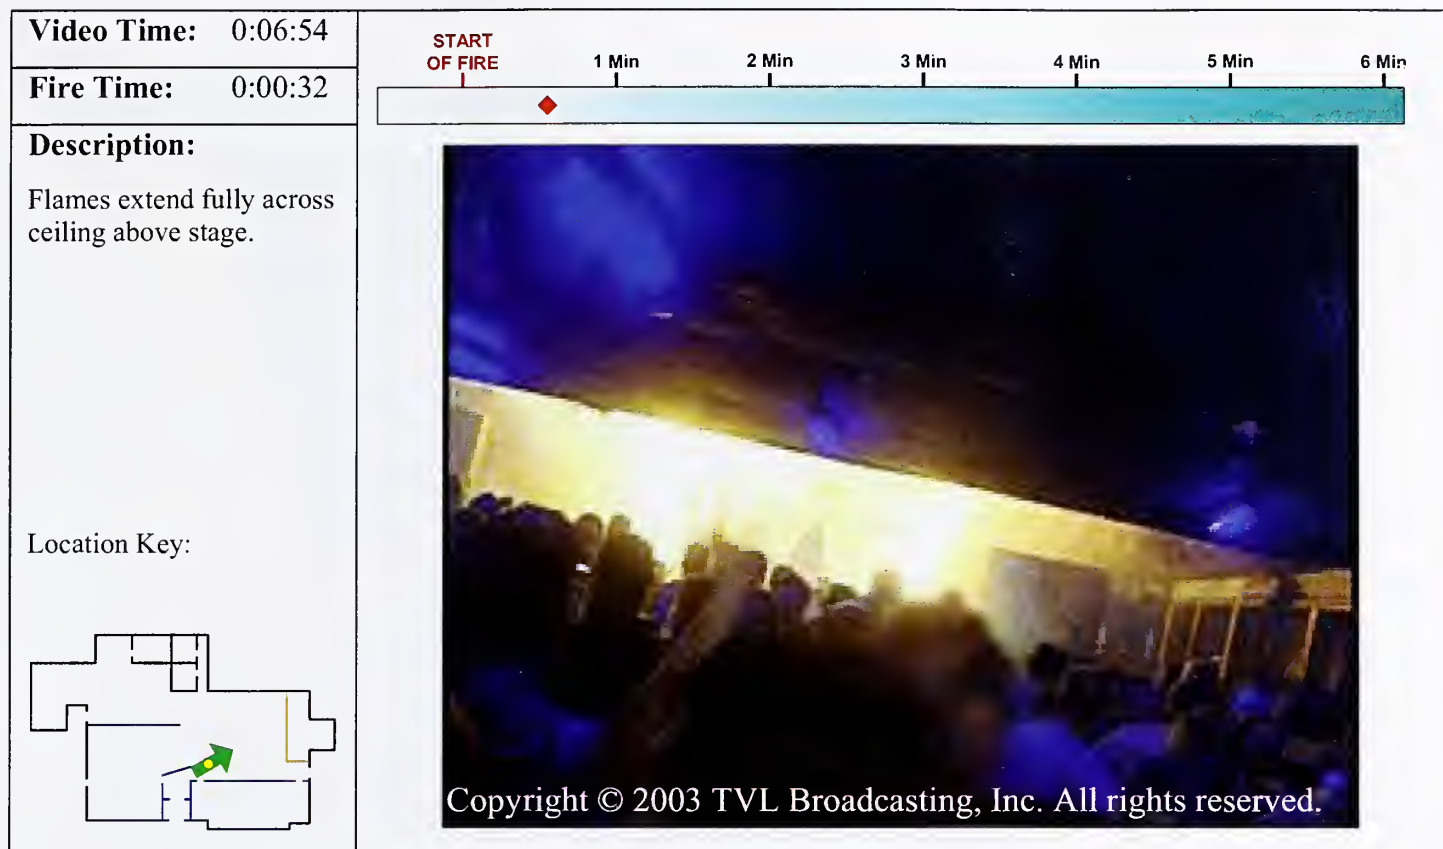 Video Time: 0:06:54
Fire Time: 0:00:32
Description:
Flames extend fully across
ceiling above stage.
Location Key:
START
OF FIRE
1 Min
2 Min
3 Min
4 Min
5 Min
6 Min
Copyright © 2003 TVL Broadcasting, Inc. All rights reserved.